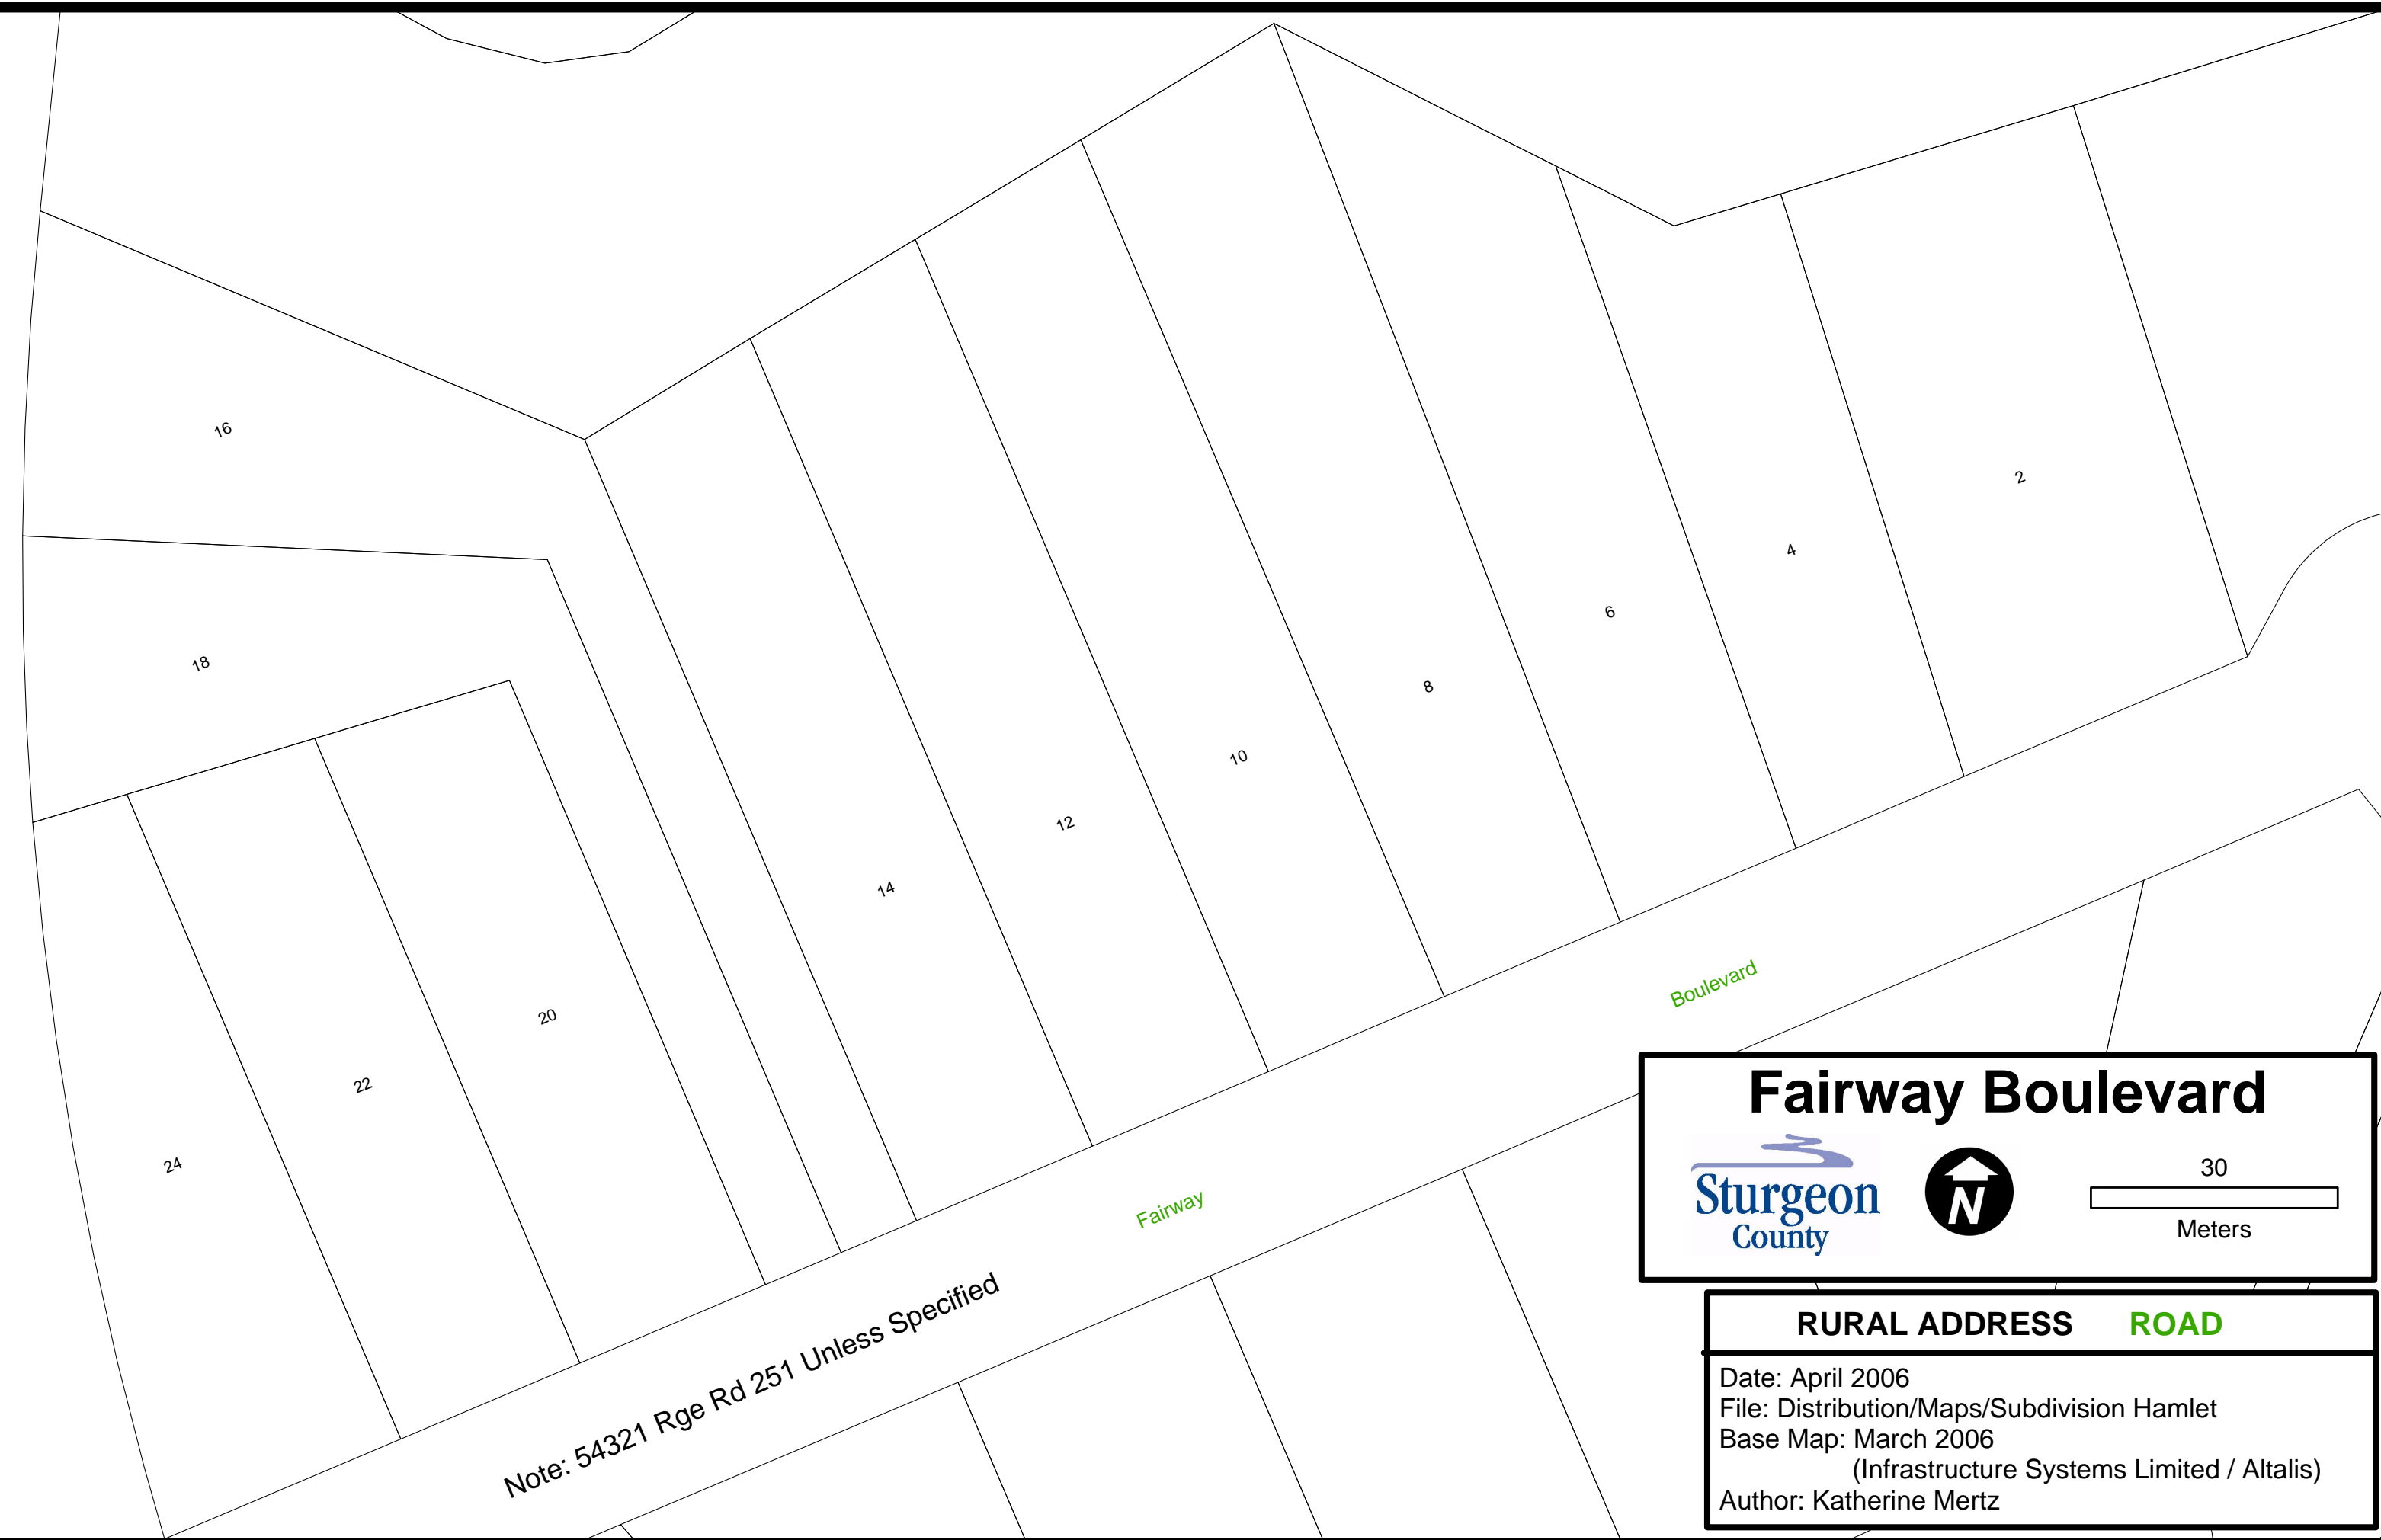 16
2
4
6
18
8
10
12
14
20
22
24
Boulevard
Fairway
Note: 54321 Rge Rd 251 Unless Specified
Fairway Boulevard
Sturgeon
County
N
30
Meters
RURAL ADDRESS ROAD
Date: April 2006
File: Distribution/Maps/Subdivision Hamlet
Base Map: March 2006
(Infrastructure Systems Limited / Altalis)
Author: Katherine Mertz